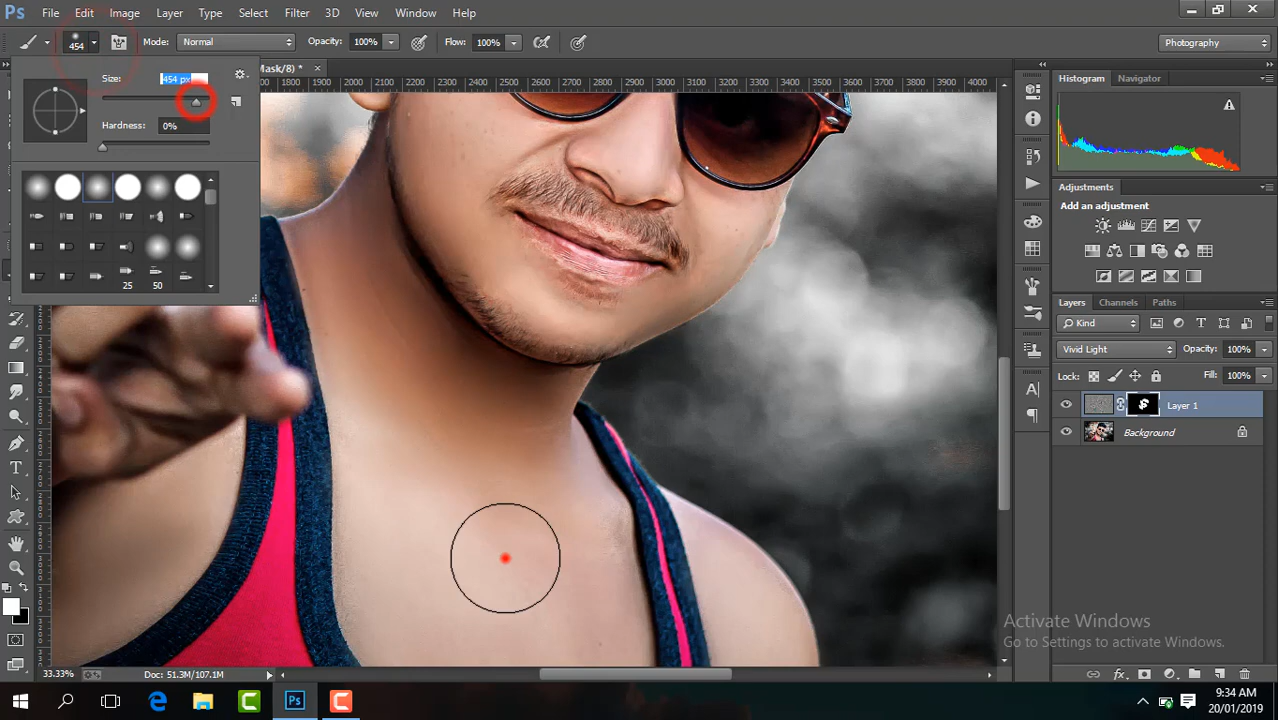 Ps File Edit Image Layer Type Select Filter 3D View Window Help
454 Mode: Normal Opacity: 100% Flow: 100% Photography
Mask/8) * ×
Size: 454 px
Hardness: 0%
25 50
1800 1900 2000 2100 2200 2300 2400 2500 2600 2700 2800 2900 3000 3100 3200 3300 3400 3500 3600 3700 3800 3900 4000
Histogram Navigator
Adjustments
Add an adjustment
Layers Channels Paths
Kind
Vivid Light Opacity: 100%
Lock: Fill: 100%
Layer 1
Background
Activate Windows
Go to Settings to activate Windows.
33.33% Doc: 51.3M/107.1M
9:34 AM
20/01/2019